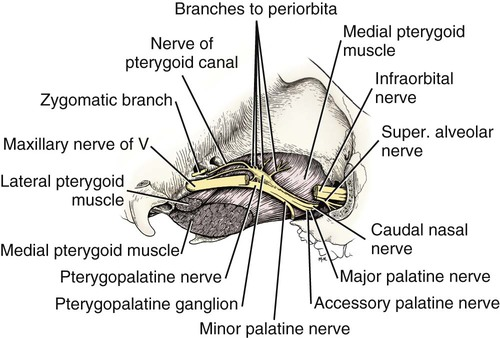 Branches to periorbita
Nerve of
pterygoid canal
Medial pterygoid
muscle
Zygomatic branch
Infraorbital
nerve
Maxillary nerve of V
Super. alveolar
nerve
Lateral pterygoid
muscle
Caudal nasal
nerve
Medial pterygoid muscle
Pterygopalatine nerve
Major palatine nerve
Pterygopalatine ganglion
Accessory palatine nerve
Minor palatine nerve